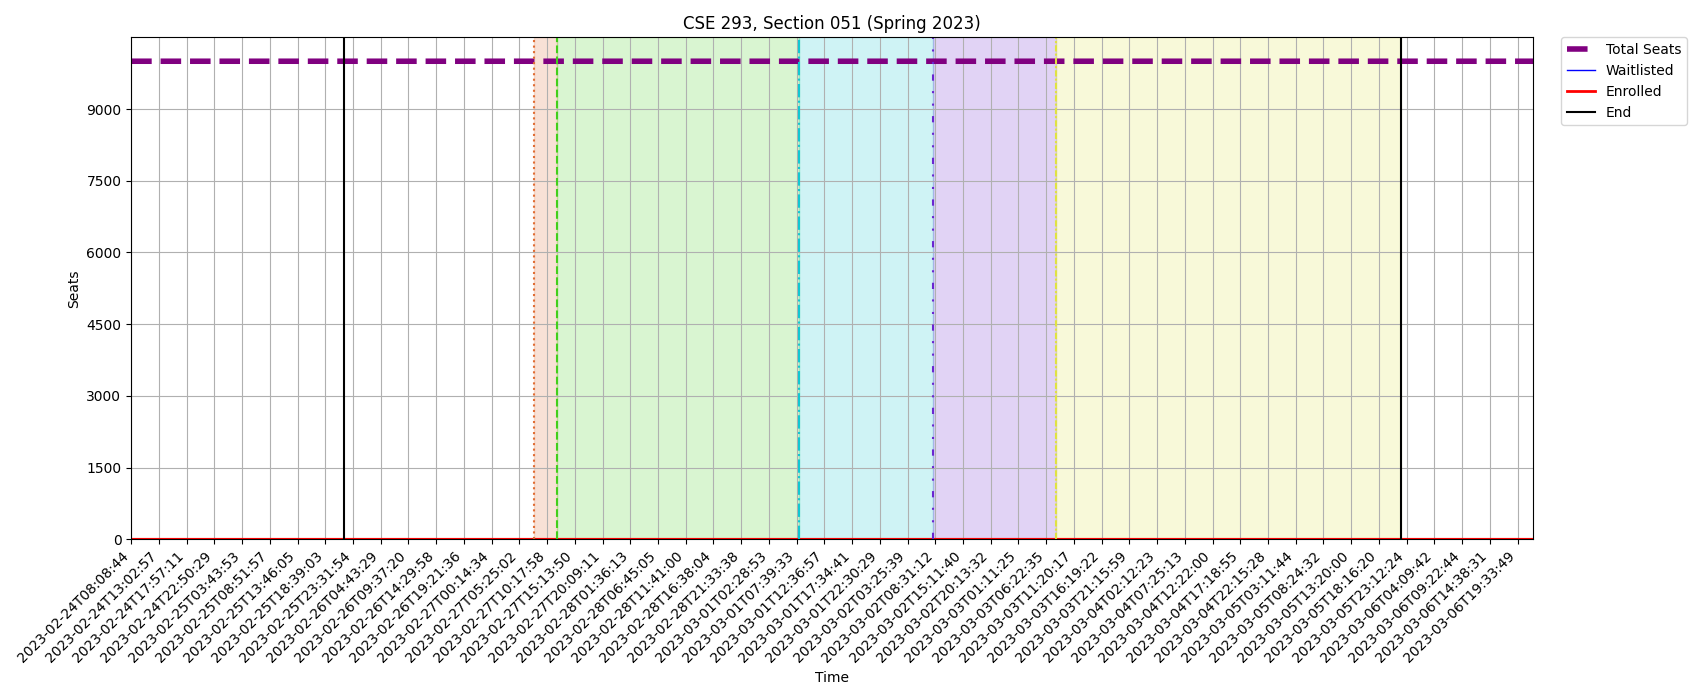 CSE 293, Section 051 (Spring 2023)
Total Seats
Waitlisted
Enrolled
End
Seats
9000
7500
6000
4500
3000
1500
0
2023-02-24T08:08:44
2023-02-24T13:02:57
2023-02-24T17:57:11
2023-02-24T22:50:29
2023-02-25T03:43:53
2023-02-25T08:51:57
2023-02-25T13:46:05
2023-02-25T18:39:03
2023-02-25T23:31:54
2023-02-26T04:43:29
2023-02-26T09:37:20
2023-02-26T14:29:58
2023-02-26T19:21:36
2023-02-27T00:14:34
2023-02-27T05:25:02
2023-02-27T10:17:58
2023-02-27T15:13:50
2023-02-27T20:09:11
2023-02-28T01:36:13
2023-02-28T06:45:05
2023-02-28T11:41:00
2023-02-28T16:38:04
2023-02-28T21:33:38
2023-03-01T02:28:53
2023-03-01T07:39:33
2023-03-01T12:36:57
2023-03-01T17:34:41
2023-03-01T22:30:29
2023-03-02T03:25:39
2023-03-02T08:31:12
2023-03-02T15:11:40
2023-03-02T20:13:32
2023-03-03T01:11:25
2023-03-03T06:22:35
2023-03-03T11:20:17
2023-03-03T16:19:22
2023-03-03T21:15:59
2023-03-04T02:12:23
2023-03-04T07:25:13
2023-03-04T12:22:00
2023-03-04T17:18:55
2023-03-04T22:15:28
2023-03-05T03:11:44
2023-03-05T08:24:32
2023-03-05T13:20:00
2023-03-05T18:16:20
2023-03-05T23:12:24
2023-03-06T04:09:42
2023-03-06T09:22:44
2023-03-06T14:38:31
2023-03-06T19:33:49
Time